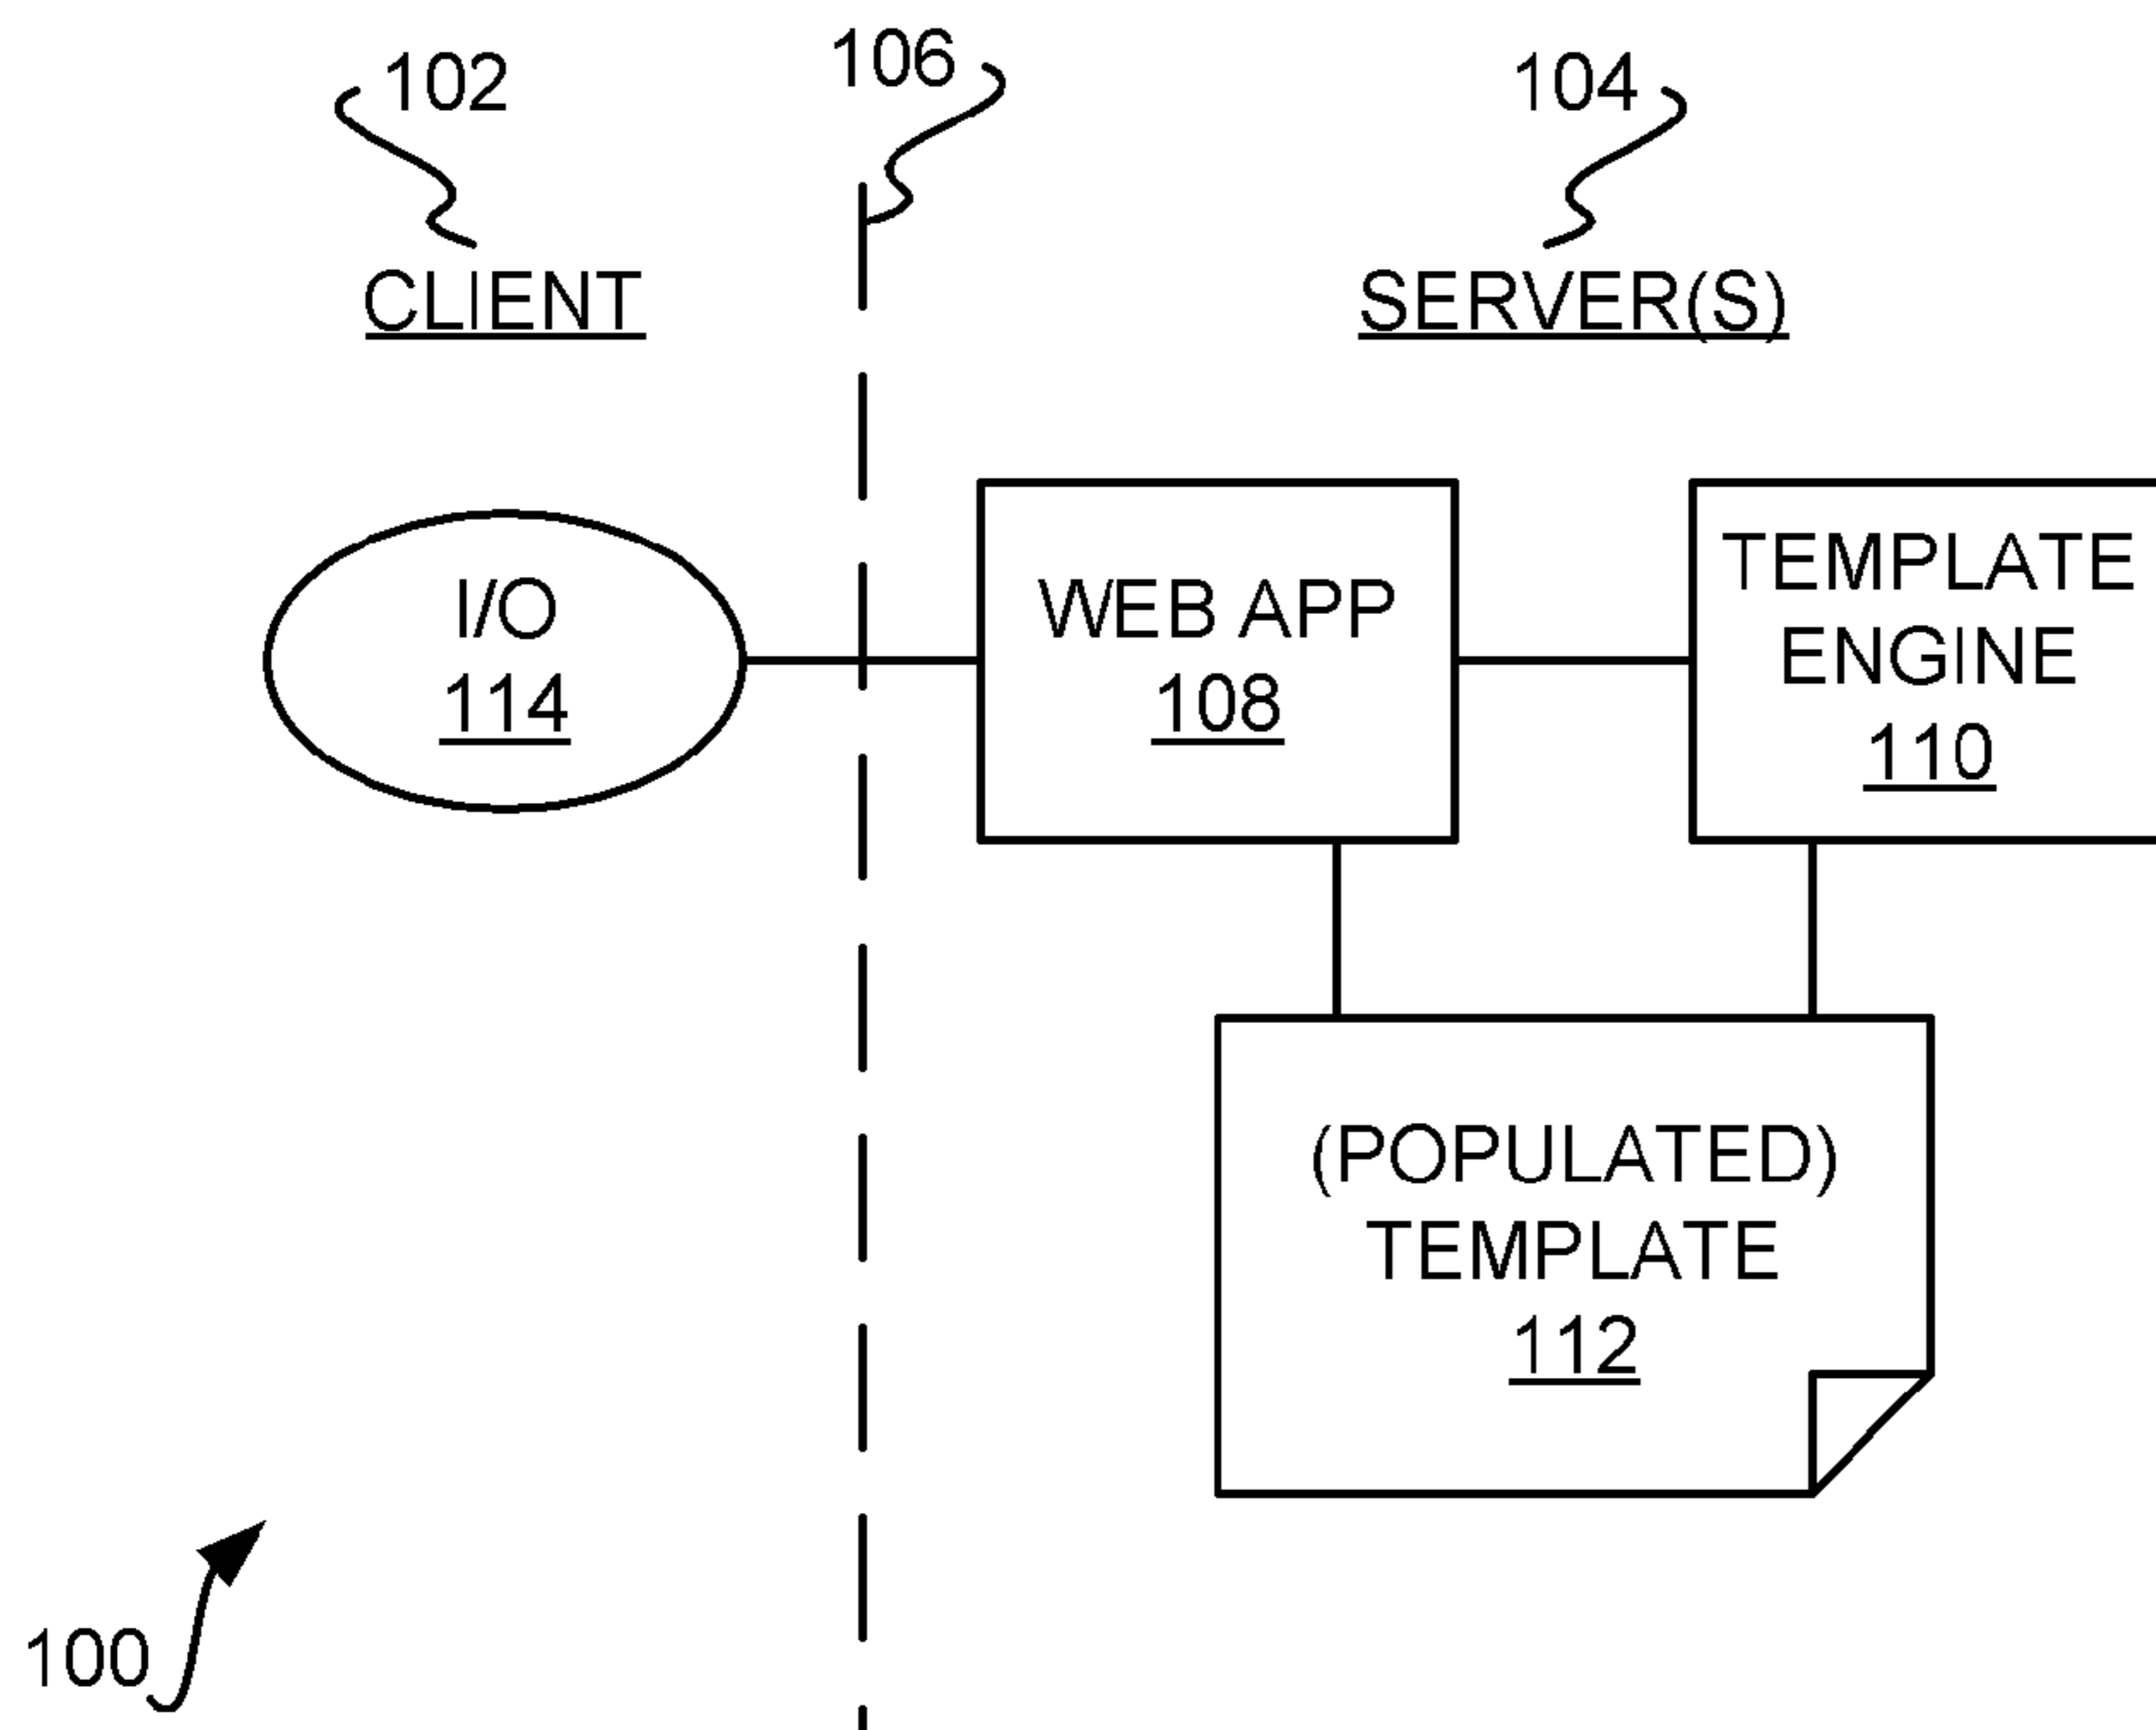 102
106
104
CLIENT
SERVER(S)
I/O
114
WEB APP
108
TEMPLATE
ENGINE
110
(POPULATED)
TEMPLATE
112
100